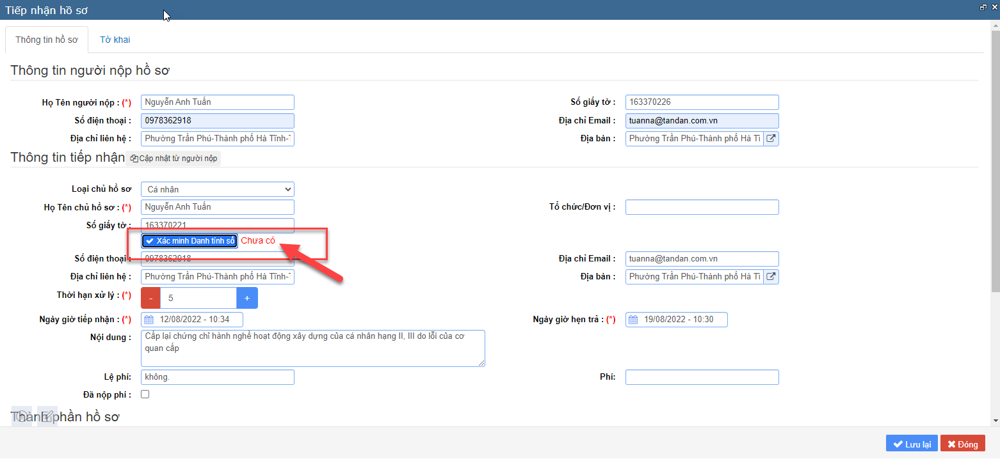 Tiếp nhận hồ sơ
Thông tin hồ sơ Tờ khai
Thông tin người nộp hồ sơ
Họ Tên người nộp : (*) Nguyễn Anh Tuấn Số giấy tờ : 163370226
Số điện thoại : 0978362918 Địa chỉ Email : tuanna@tandan.com.vn
Địa chỉ liên hệ : Phường Trần Phú-Thành phố Hà Tĩnh-T Địa bàn : Phường Trần Phú-Thành phố Hà Tĩ
Thông tin tiếp nhận Cập nhật từ người nộp
Loại chủ hồ sơ Cá nhân
Họ Tên chủ hồ sơ : (*) Nguyễn Anh Tuấn Tổ chức/Đơn vị :
Số giấy tờ : 163370221
Xác minh Danh tính số Chưa có
Số điện thoại : 0978362918 Địa chỉ Email : tuanna@tandan.com.vn
Địa chỉ liên hệ : Phường Trần Phú-Thành phố Hà Tĩnh-T Địa bàn : Phường Trần Phú-Thành phố Hà Tĩ
Thời hạn xử lý : (*) - 5 +
Ngày giờ tiếp nhận : (*) 12/08/2022 - 10:34 Ngày giờ hẹn trả : (*) 19/08/2022 - 10:30
Nội dung : Cấp lại chứng chỉ hành nghề hoạt động xây dựng của cá nhân hạng II, III do lỗi của cơ
quan cấp
Lệ phí: không. Phí:
Đã nộp phí :
Thành phần hồ sơ
Lưu lại Đóng